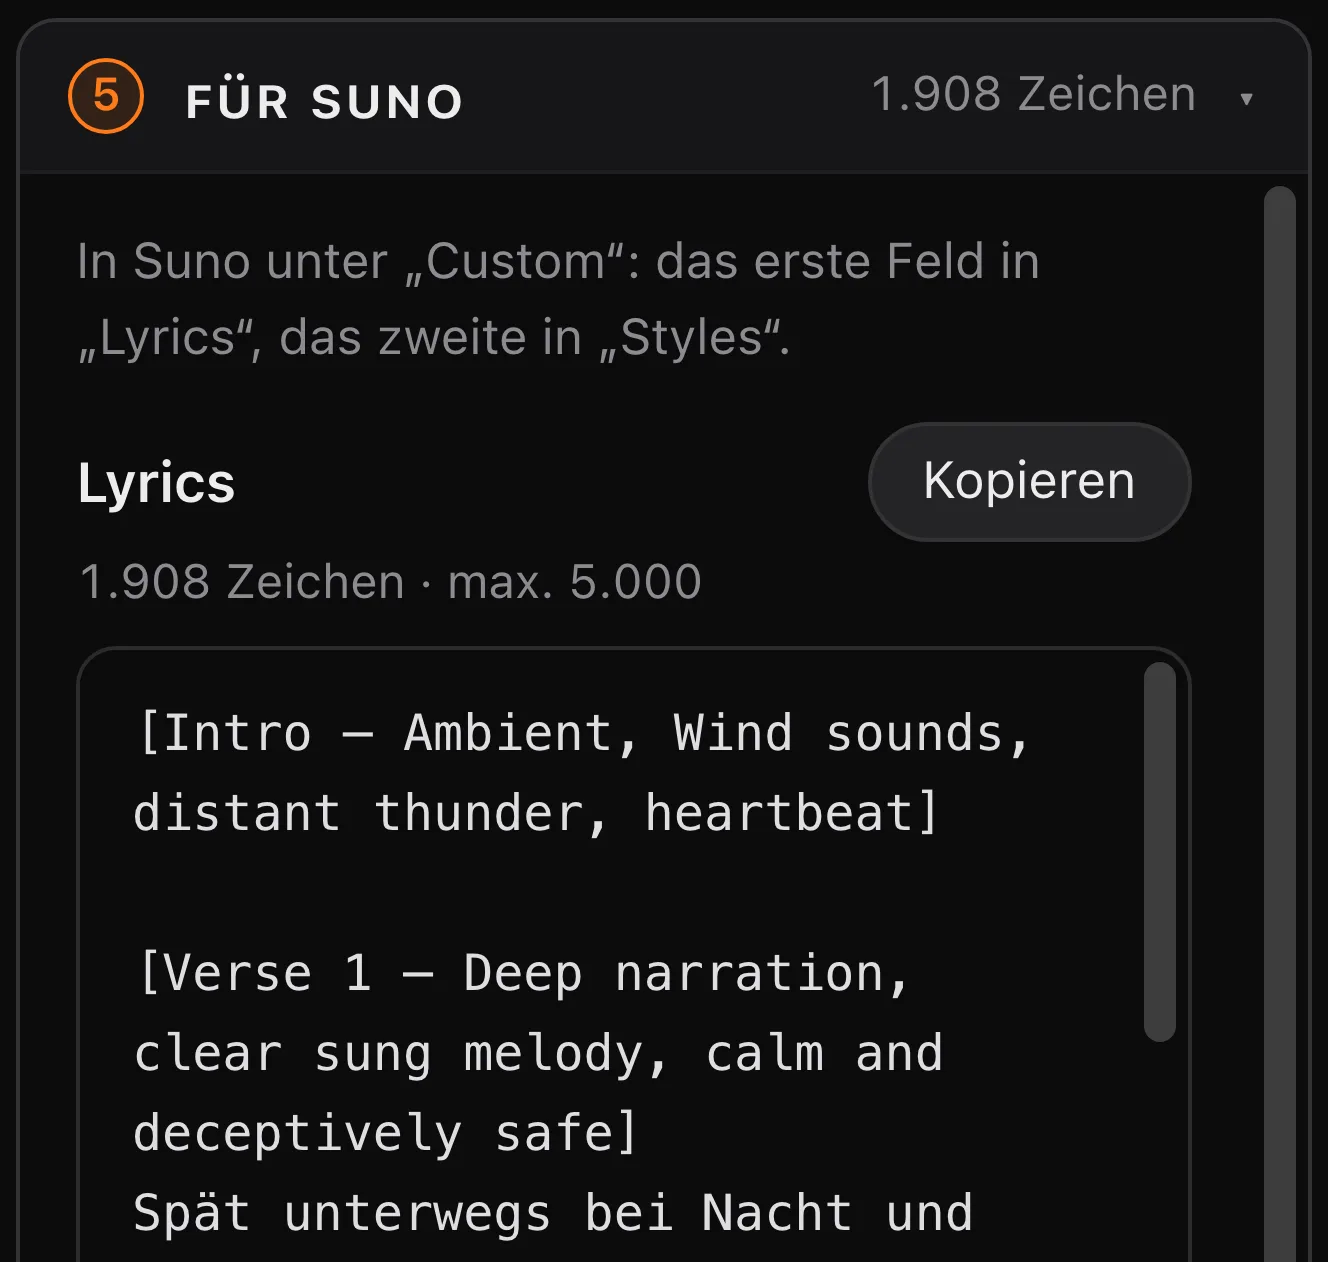 5 FÜR SUNO 1.908 Zeichen ▾
In Suno unter „Custom“: das erste Feld in
„Lyrics“, das zweite in „Styles“.
Lyrics Kopieren
1.908 Zeichen · max. 5.000
[Intro – Ambient, Wind sounds,
distant thunder, heartbeat]
[Verse 1 – Deep narration,
clear sung melody, calm and
deceptively safe]
Spät unterwegs bei Nacht und